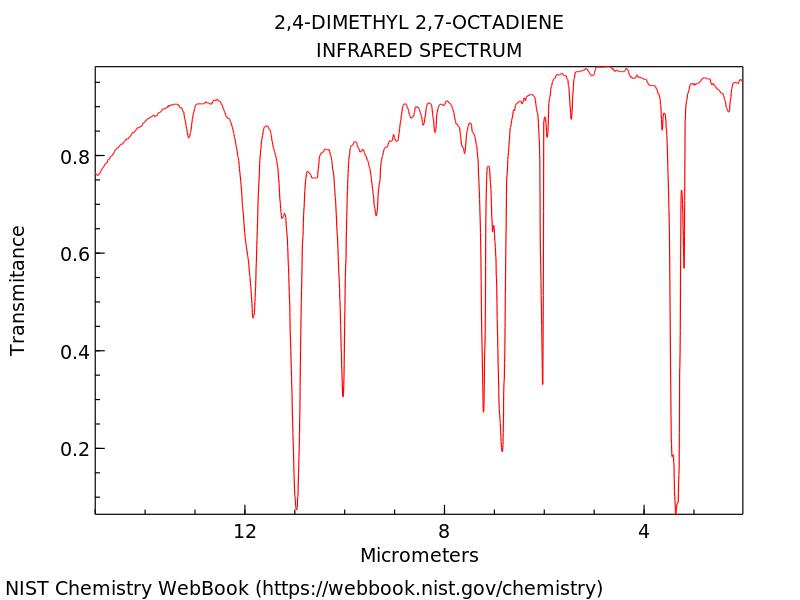 2,4-DIMETHYL 2,7-OCTADIENE
INFRARED SPECTRUM
0.8
0.6
0.4
0.2
Transmitance
12
8
4
Micrometers
NIST Chemistry WebBook (https://webbook.nist.gov/chemistry)